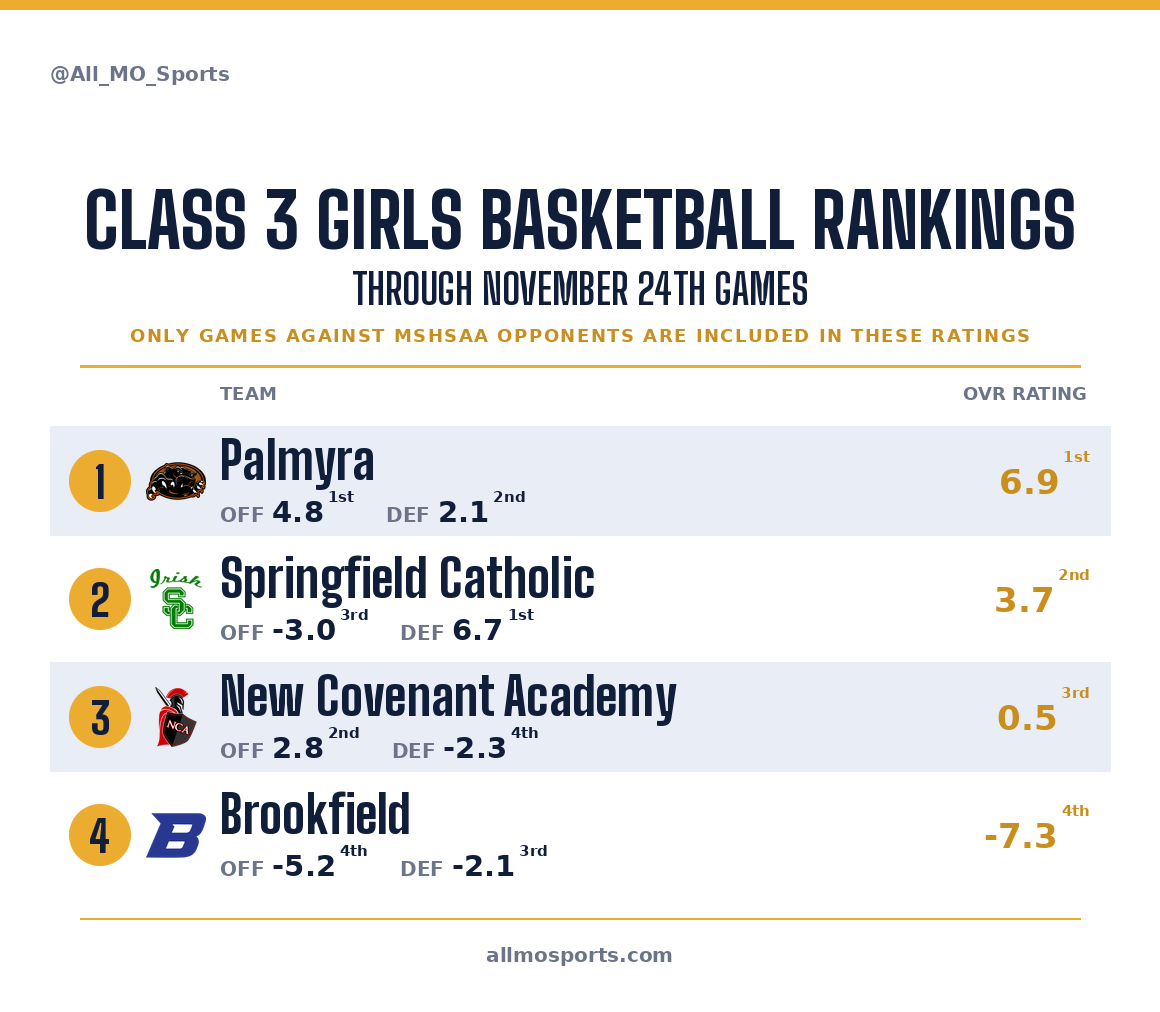 @All_MO_Sports
CLASS 3 GIRLS BASKETBALL RANKINGS
THROUGH NOVEMBER 24TH GAMES
ONLY GAMES AGAINST MSHSAA OPPONENTS ARE INCLUDED IN THESE RATINGS
TEAM OVR RATING
1 Palmyra 6.9 1st
OFF 4.8 1st DEF 2.1 2nd
2 Irish SC Springfield Catholic 3.7 2nd
OFF -3.0 3rd DEF 6.7 1st
3 NCA New Covenant Academy 0.5 3rd
OFF 2.8 2nd DEF -2.3 4th
4 B Brookfield -7.3 4th
OFF -5.2 4th DEF -2.1 3rd
allmosports.com